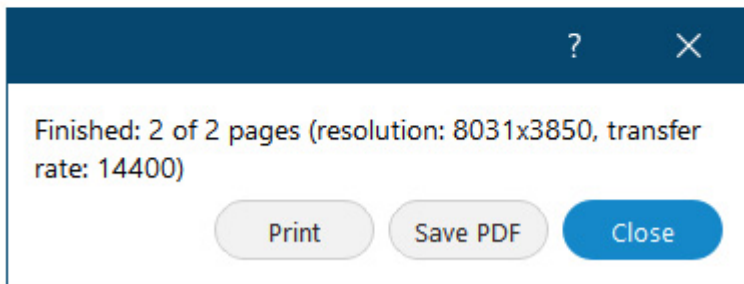 ?
Finished: 2 of 2 pages (resolution: 8031x3850, transfer
rate: 14400)
Print Save PDF Close